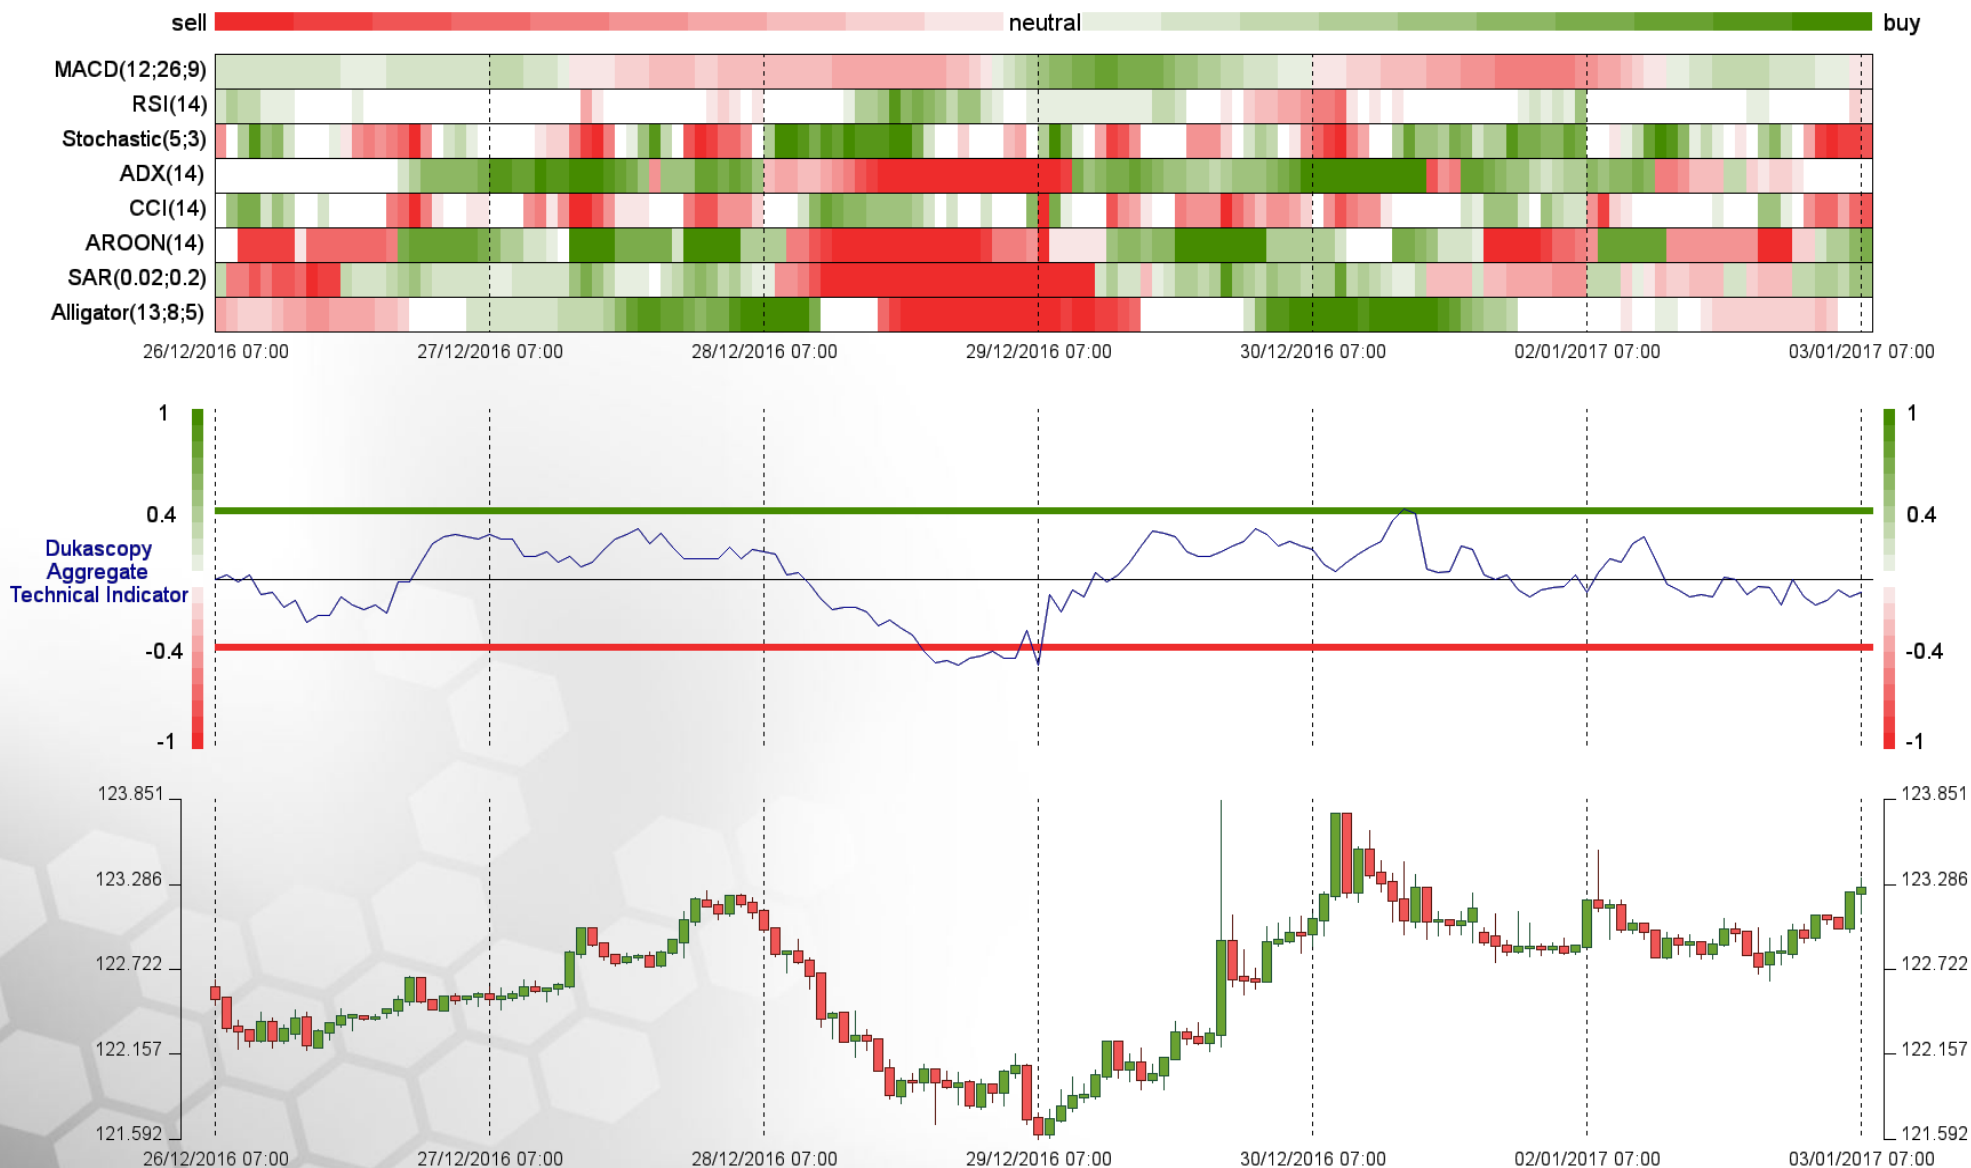 sell neutral buy
MACD(12;26;9)
RSI(14)
Stochastic(5;3)
ADX(14)
CCI(14)
AROON(14)
SAR(0.02;0.2)
Alligator(13;8;5)
26/12/2016 07:00 27/12/2016 07:00 28/12/2016 07:00 29/12/2016 07:00 30/12/2016 07:00 02/01/2017 07:00 03/01/2017 07:00
1 1
0.4 0.4
Dukascopy
Aggregate
Technical Indicator
-0.4 -0.4
-1 -1
123.851 123.851
123.286 123.286
122.722 122.722
122.157 122.157
121.592 121.592
26/12/2016 07:00 27/12/2016 07:00 28/12/2016 07:00 29/12/2016 07:00 30/12/2016 07:00 02/01/2017 07:00 03/01/2017 07:00